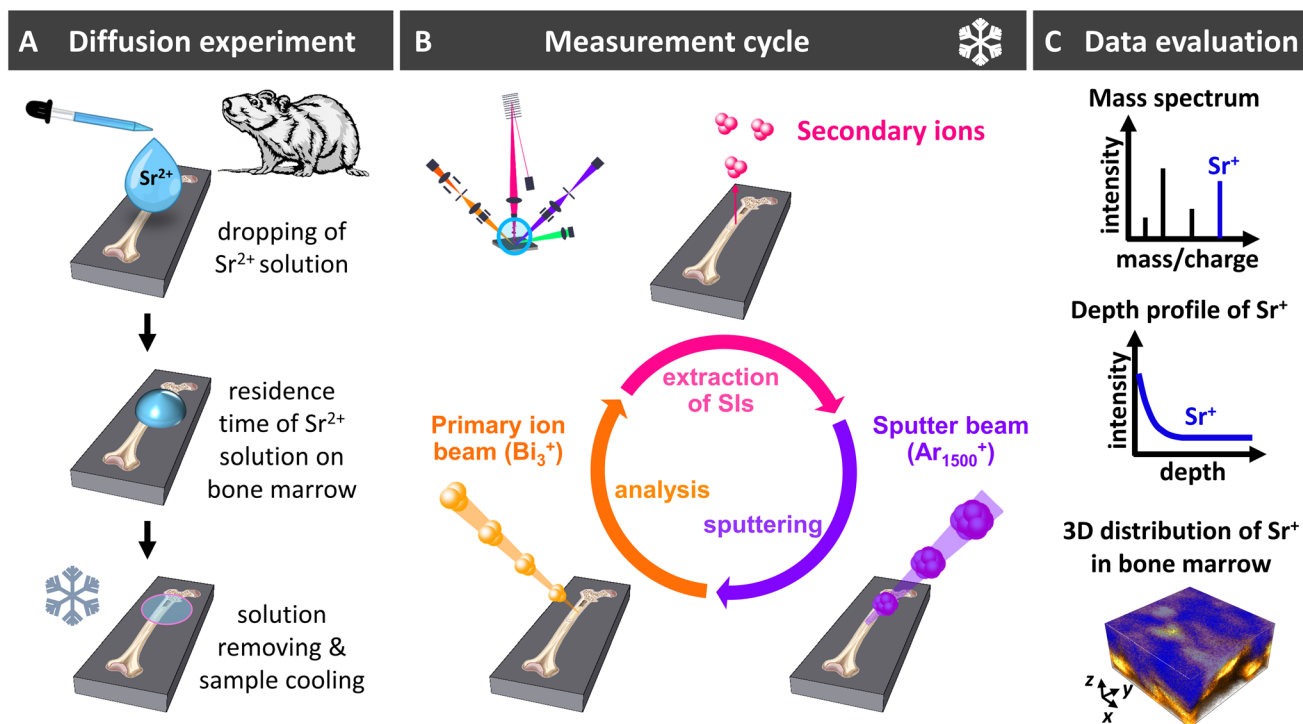 A Diffusion experiment
Sr²⁺
dropping of
Sr²⁺ solution
residence
time of Sr²⁺
solution on
bone marrow
solution
removing &
sample cooling
B Measurement cycle
Secondary ions
extraction
of SIs
Primary ion
beam (Bi₃⁺)
analysis
Sputter beam
(Ar₁₅₀₀⁺)
sputtering
C Data evaluation
Mass spectrum
intensity
Sr⁺
mass/charge
Depth profile of Sr⁺
intensity
Sr⁺
depth
3D distribution of Sr⁺
in bone marrow
z
y
x